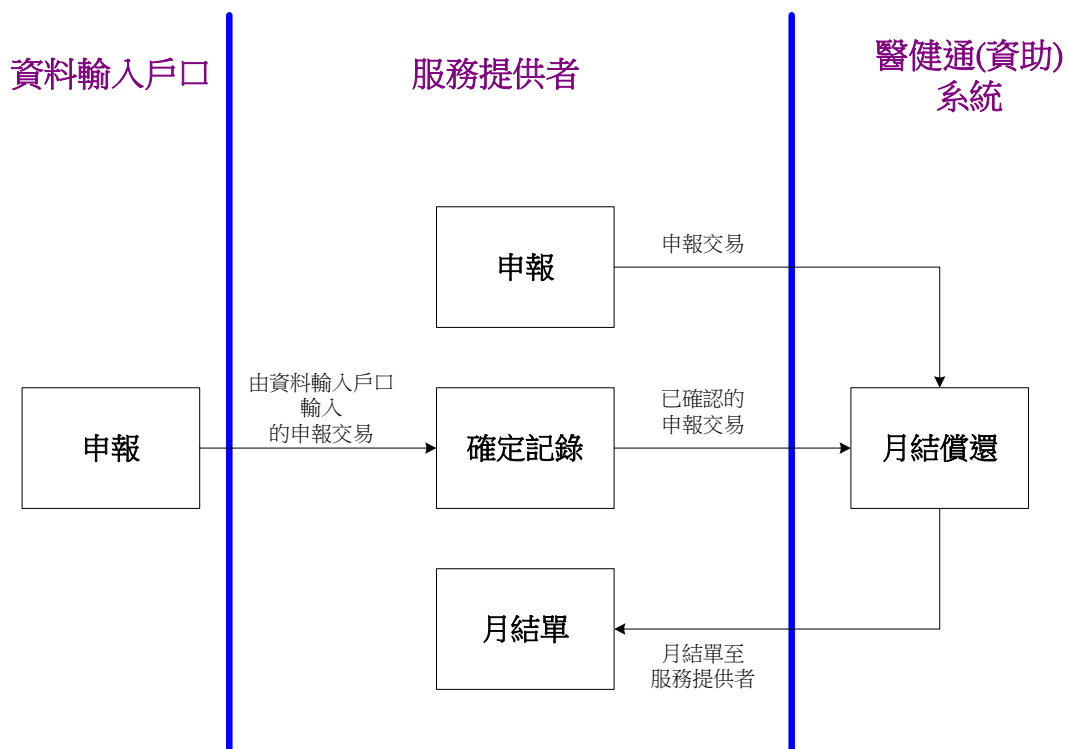 資料輸入戶口
服務提供者
醫健通(資助)
系統
申報
申報交易
由資料輸入戶口
輸入
的申報交易
已確認的
申報交易
申報
確定記錄
月結償還
月結單
月結單至
服務提供者